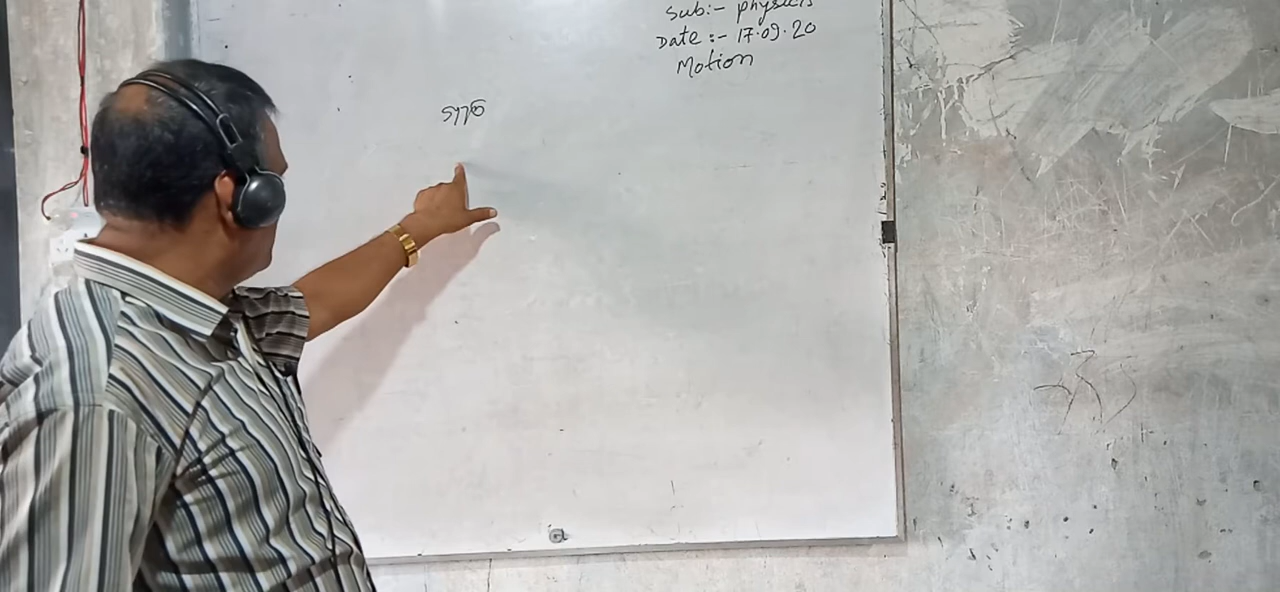 Sub:- physics
Date :- 17.09.20
Motion